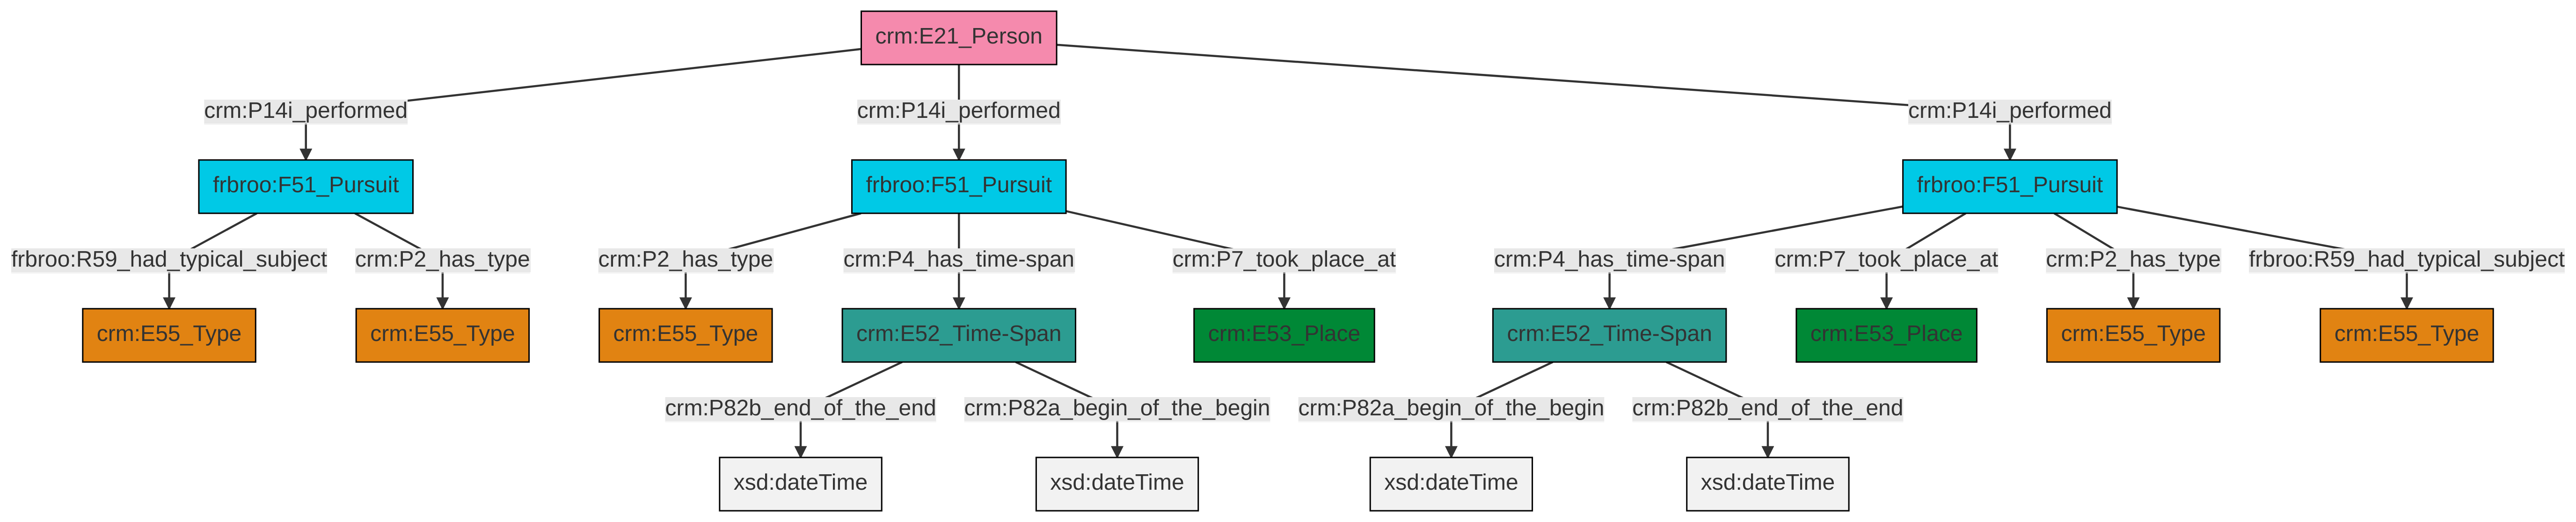 crm:E21_Person
crm:P14i_performed
crm:P14i_performed
crm:P14i_performed
frbroo:F51_Pursuit
frbroo:F51_Pursuit
frbroo:F51_Pursuit
frbroo:R59_had_typical_subject
crm:P2_has_type
crm:P2_has_type
crm:P4_has_time-span
crm:P7_took_place_at
crm:P4_has_time-span
crm:P7_took_place_at
crm:P2_has_type
frbroo:R59_had_typical_subject
crm:E55_Type
crm:E55_Type
crm:E55_Type
crm:E52_Time-Span
crm:E53_Place
crm:E52_Time-Span
crm:E53_Place
crm:E55_Type
crm:E55_Type
crm:P82b_end_of_the_end
crm:P82a_begin_of_the_begin
crm:P82a_begin_of_the_begin
crm:P82b_end_of_the_end
xsd:dateTime
xsd:dateTime
xsd:dateTime
xsd:dateTime